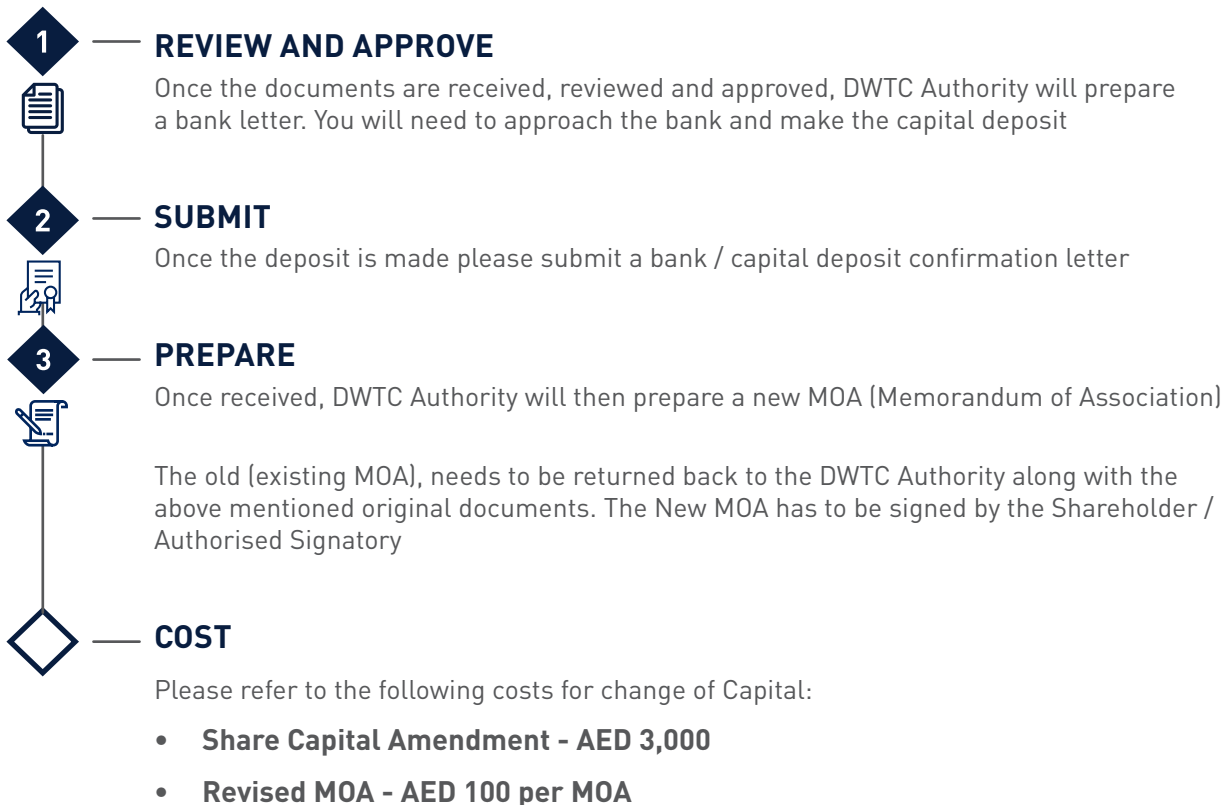 1
REVIEW AND APPROVE
Once the documents are received, reviewed and approved, DWTC Authority will prepare
a bank letter. You will need to approach the bank and make the capital deposit
2
SUBMIT
Once the deposit is made please submit a bank / capital deposit confirmation letter
3
PREPARE
Once received, DWTC Authority will then prepare a new MOA (Memorandum of Association)
The old (existing MOA), needs to be returned back to the DWTC Authority along with the
above mentioned original documents. The New MOA has to be signed by the Shareholder /
Authorised Signatory
COST
Please refer to the following costs for change of Capital:
• Share Capital Amendment - AED 3,000
• Revised MOA - AED 100 per MOA